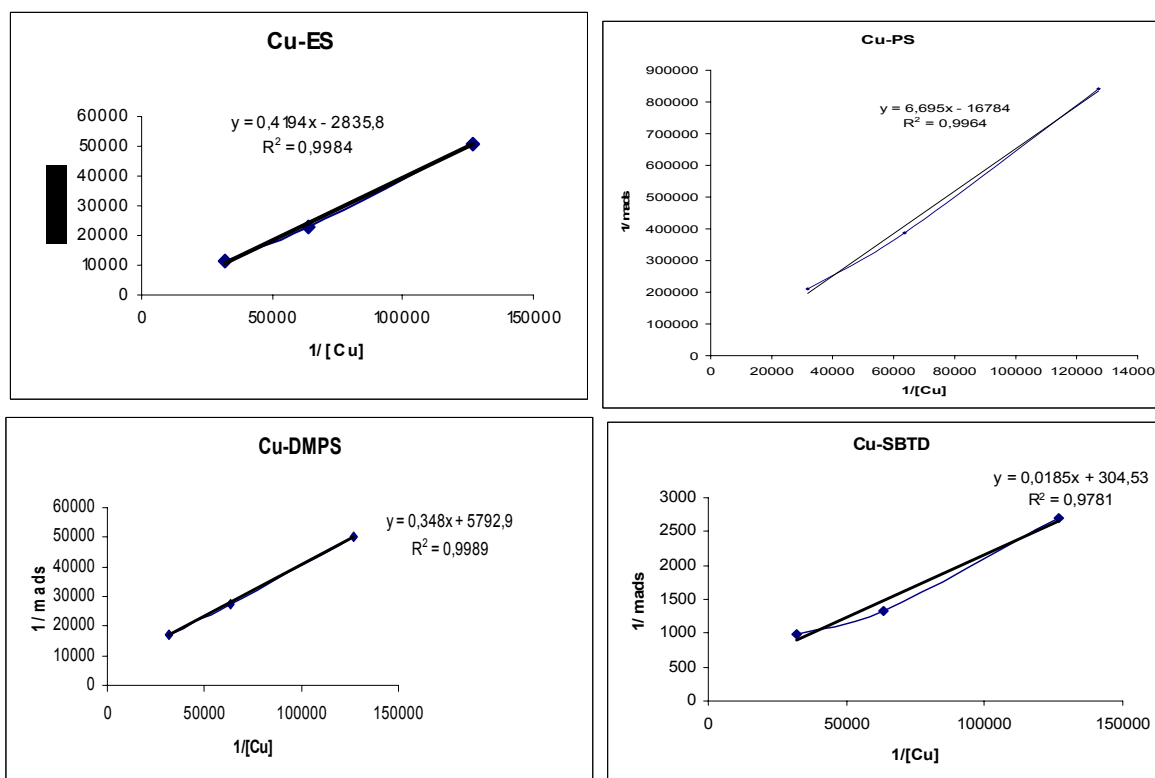 Cu-ES
y = 0,4194x - 2835,8
R² = 0,9984
60000
50000
40000
30000
20000
10000
0
0 50000 100000 150000
1/ [Cu]
Cu-PS
y = 6,695x - 16784
R² = 0,9964
900000
800000
700000
600000
500000
400000
300000
200000
100000
0
1/ mads
0 20000 40000 60000 80000 100000 120000 14000
1/[Cu]
Cu-DMPS
y = 0,348x + 5792,9
R² = 0,9989
60000
50000
40000
30000
20000
10000
0
1/ mads
0 50000 100000 150000
1/[Cu]
Cu-SBTD
y = 0,0185x + 304,53
R² = 0,9781
3000
2500
2000
1500
1000
500
0
1/ mads
0 50000 100000 150000
1/[Cu]